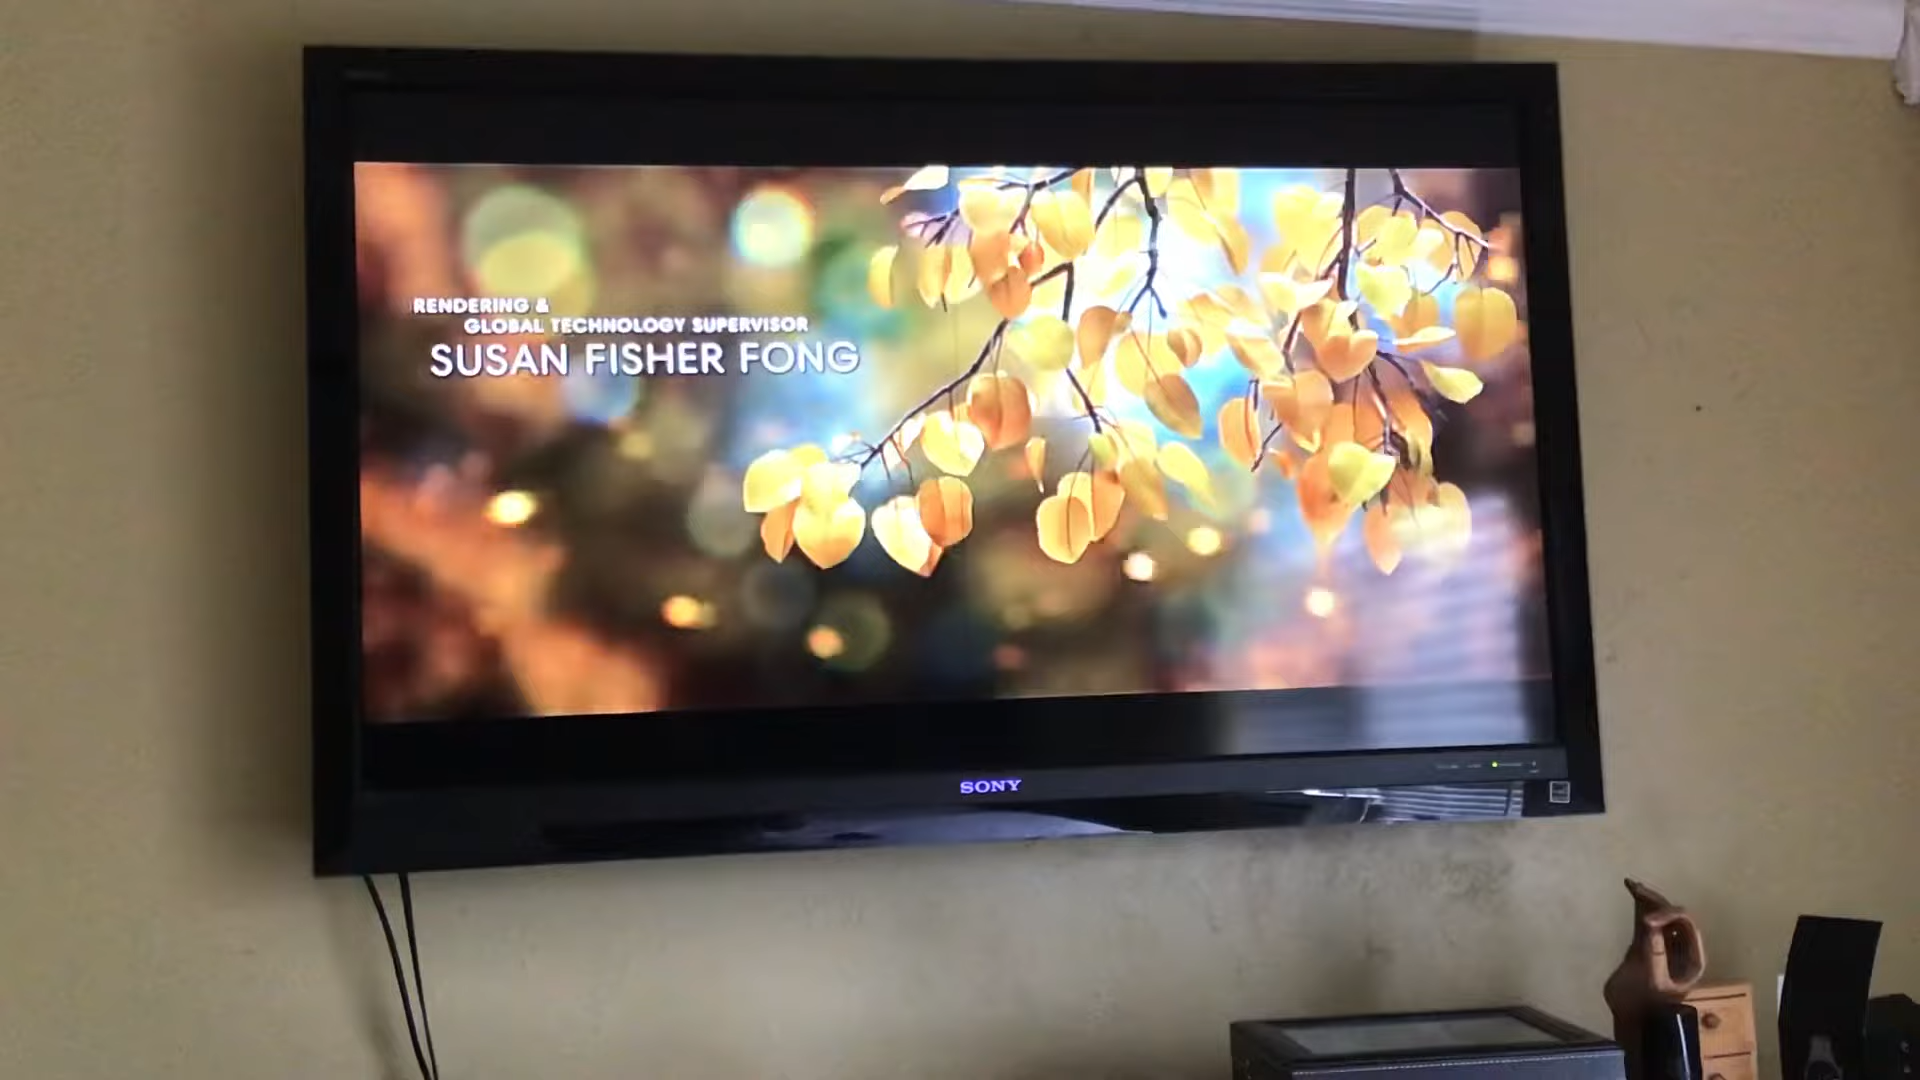 RENDERING &
GLOBAL TECHNOLOGY SUPERVISOR
SUSAN FISHER FONG
SONY